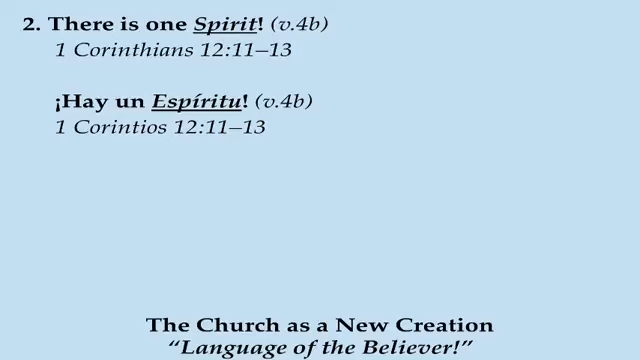 2. There is one Spirit! (v.4b)
1 Corinthians 12:11–13
¡Hay un Espíritu! (v.4b)
1 Corintios 12:11–13
The Church as a New Creation
“Language of the Believer!”